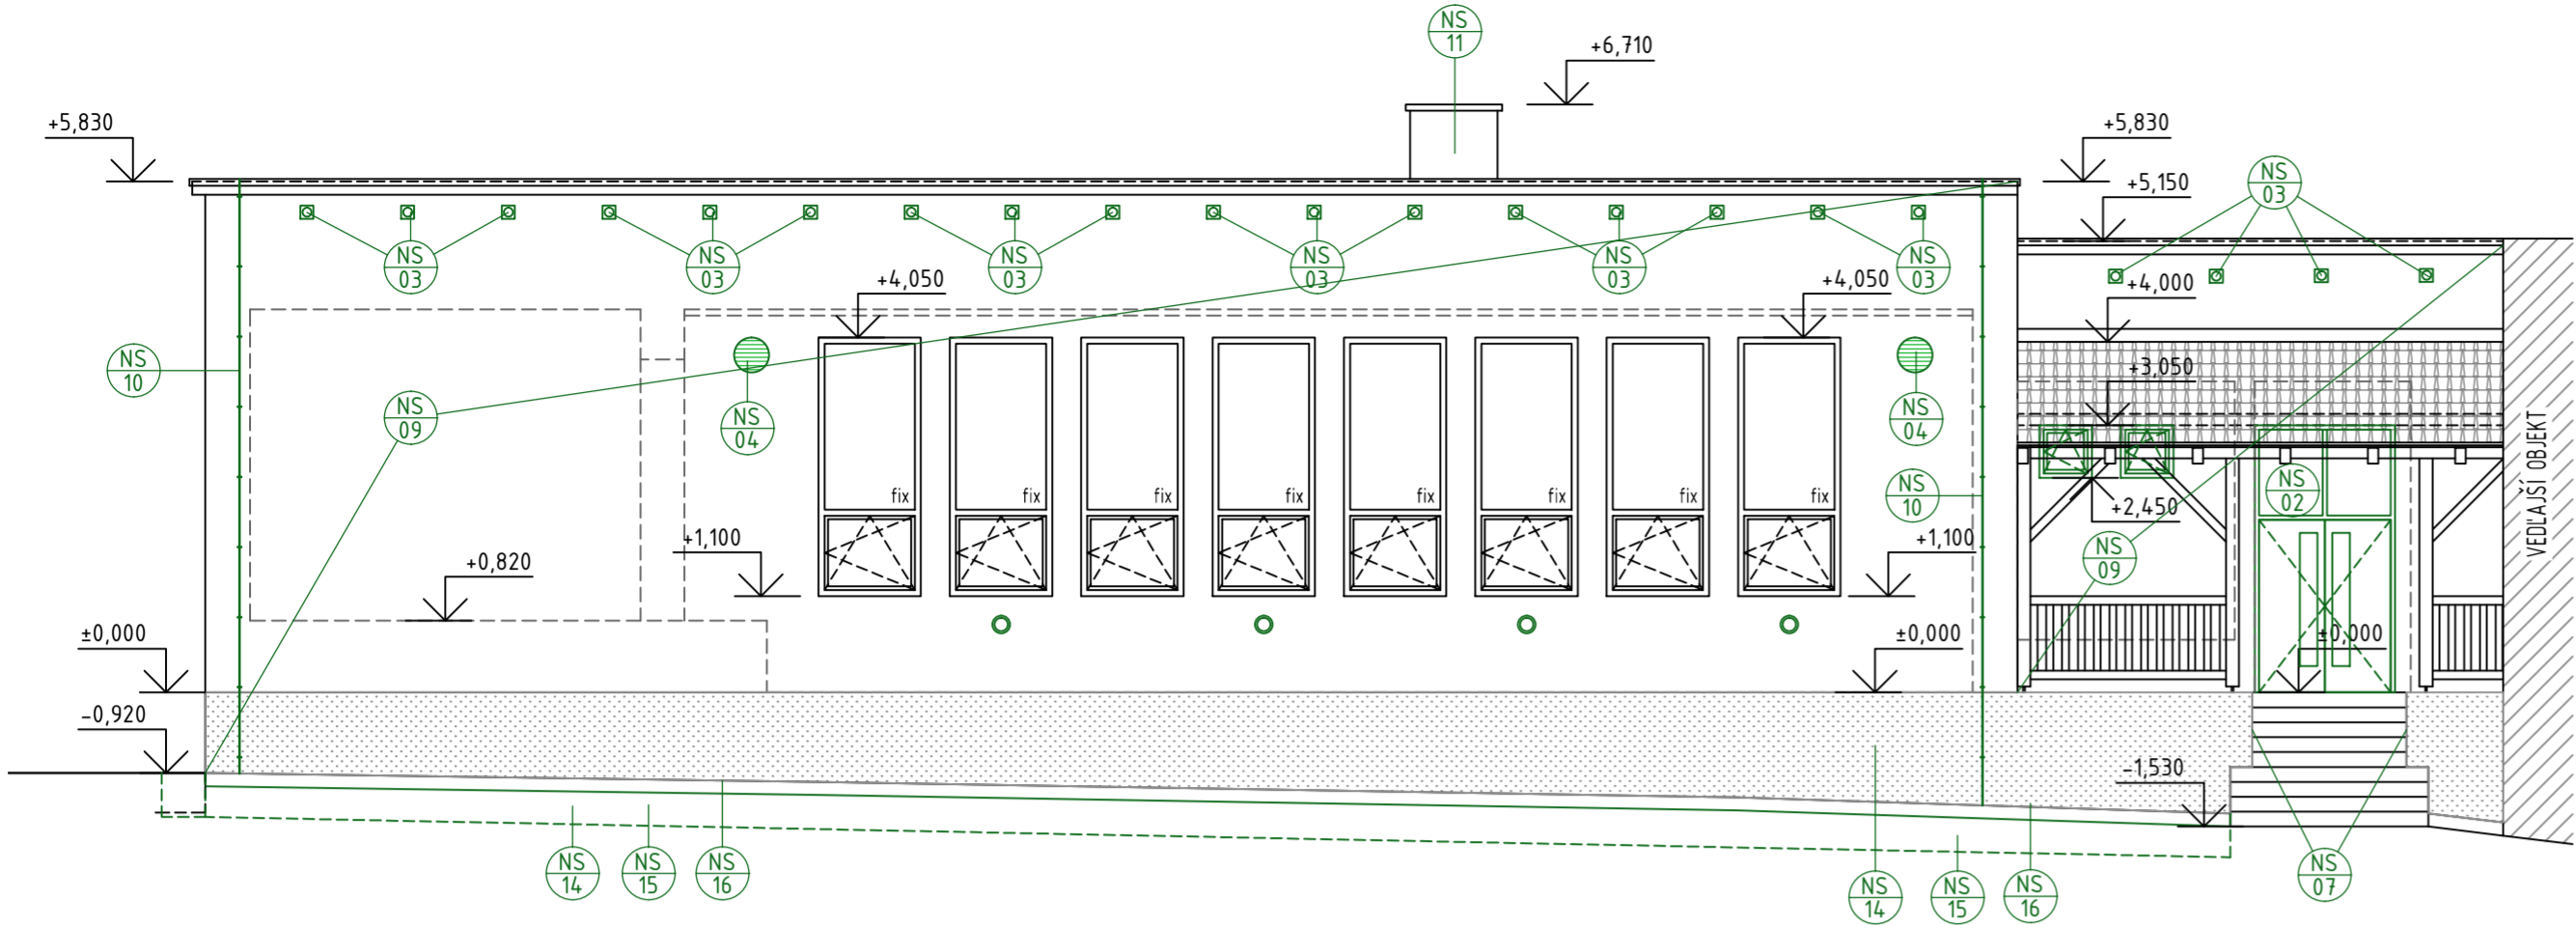 NS
11
+6,710
+5,830
+5,830
+5,150
NS
03
NS
03
NS
03
NS
03
NS
03
NS
03
NS
03
+4,050
+4,050
+4,000
NS
10
NS
09
NS
04
NS
04
+3,050
VEDĽAJŠÍ OBJEKT
fix
fix
fix
fix
fix
fix
fix
fix
NS
10
NS
02
+2,450
+1,100
+1,100
NS
09
+0,820
±0,000
±0,000
±0,000
-0,920
-1,530
NS
14
NS
15
NS
16
NS
14
NS
15
NS
16
NS
07